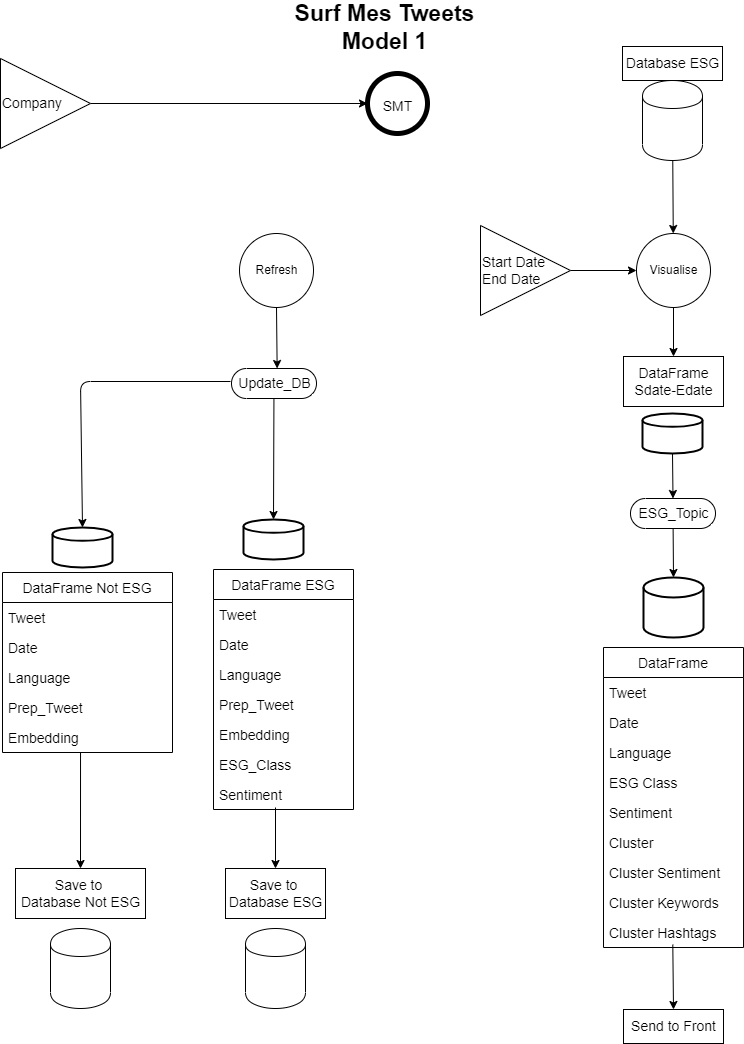 Surf Mes Tweets
Model 1
Company
SMT
Database ESG
Refresh
Start Date
End Date
Visualise
Update_DB
DataFrame
Sdate-Edate
ESG_Topic
DataFrame Not ESG
Tweet
Date
Language
Prep_Tweet
Embedding
Save to
Database Not ESG
DataFrame ESG
Tweet
Date
Language
Prep_Tweet
Embedding
ESG_Class
Sentiment
Save to
Database ESG
DataFrame
Tweet
Date
Language
ESG Class
Sentiment
Cluster
Cluster Sentiment
Cluster Keywords
Cluster Hashtags
Send to Front